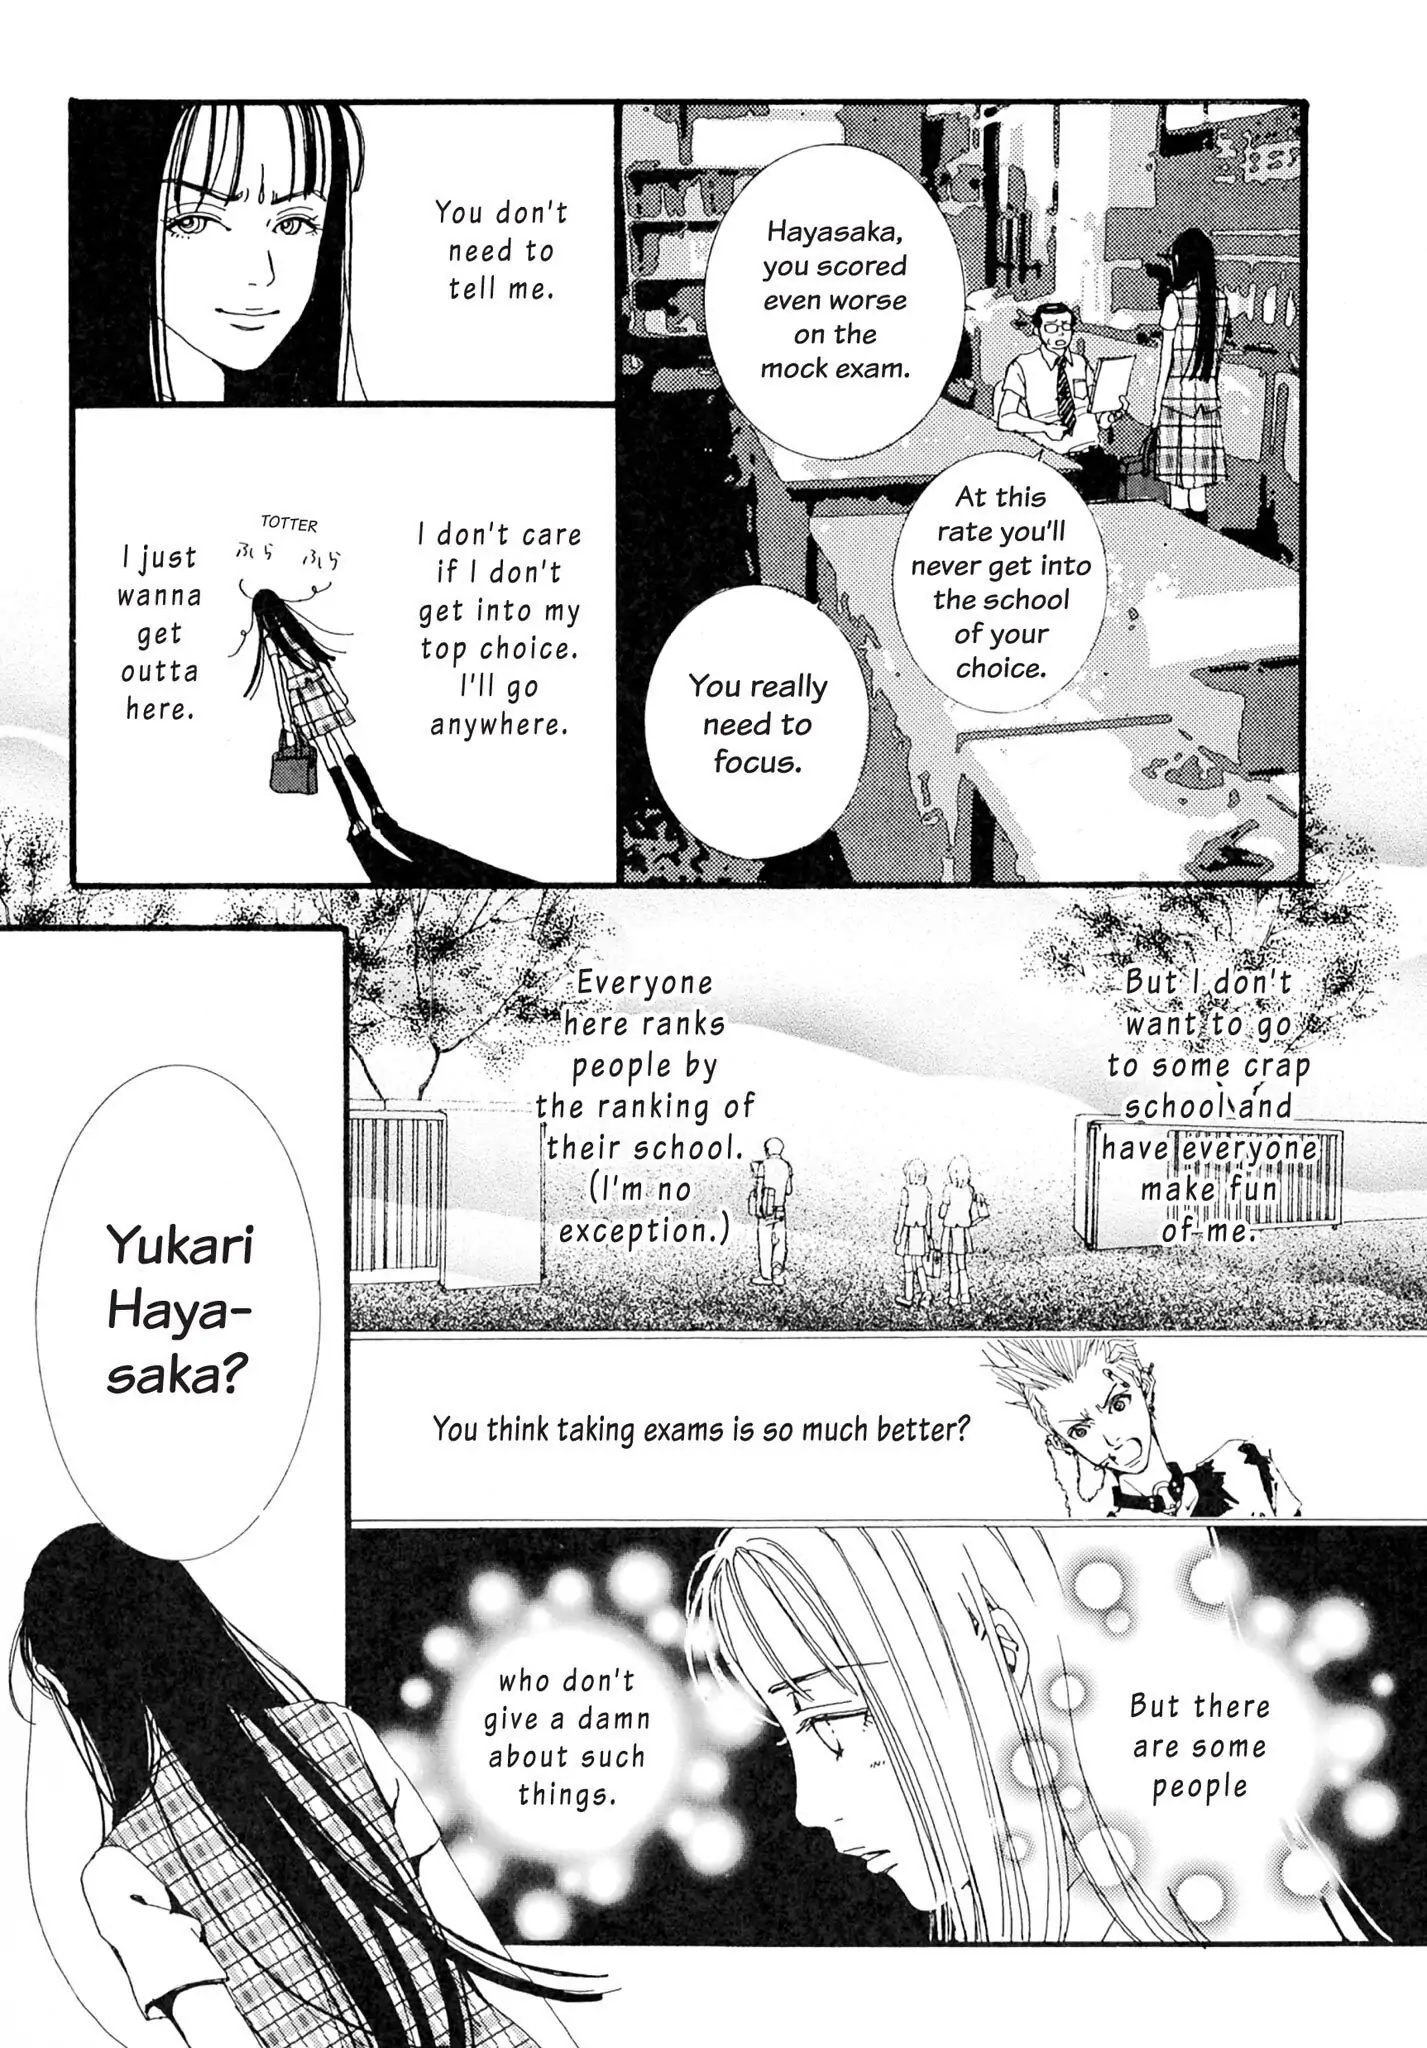 Hayasaka,
you scored
even worse
on the
mock exam.
At this
rate you'll
never get into
the school
of your
choice.
You really
need to
focus.
You don't
need to
tell me.
I don't care
if I don't
get into my
top choice.
I'll go
anywhere.
TOTTER
ふら ふら
I just
wanna
get
outta
here.
But I don't
want to go
to some crap
school and
have everyone
make fun
of me.
Everyone
here ranks
people by
the ranking of
their school.
(I'm no
exception.)
You think taking exams is so much better?
But there
are some
people
who don't
give a damn
about such
things.
Yukari
Haya-
saka?